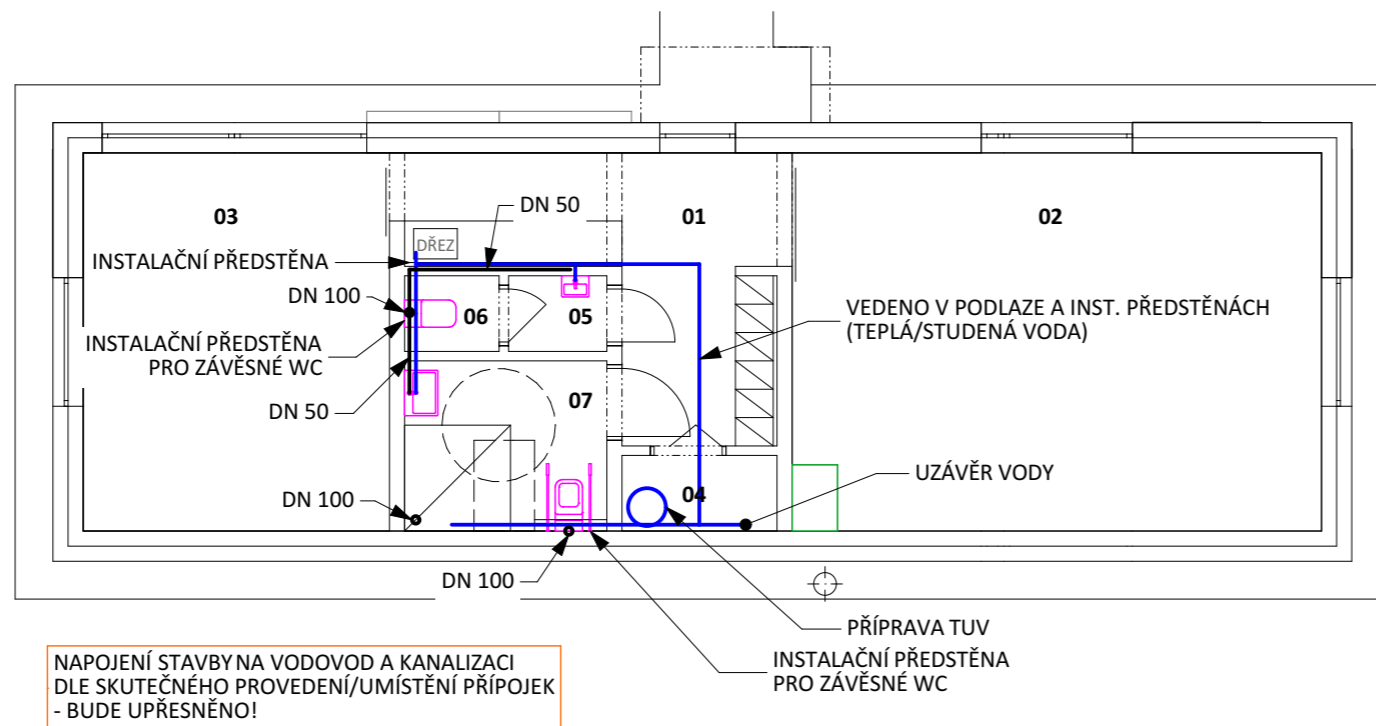 03
DN 50
01
02
DŘEZ
INSTALAČNÍ PŘEDSTĚNA
DN 100
06
05
INSTALAČNÍ PŘEDSTĚNA
PRO ZÁVĚSNÉ WC
VEDENO V PODLAZE A INST. PŘEDSTĚNÁCH
(TEPLÁ/STUDENÁ VODA)
DN 50
07
DN 100
04
UZÁVĚR VODY
DN 100
PŘÍPRAVA TUV
INSTALAČNÍ PŘEDSTĚNA
PRO ZÁVĚSNÉ WC
NAPOJENÍ STAVBY NA VODOVOD A KANALIZACI
DLE SKUTEČNÉHO PROVEDENÍ/UMÍSTĚNÍ PŘÍPOJEK
- BUDE UPŘESNĚNO!